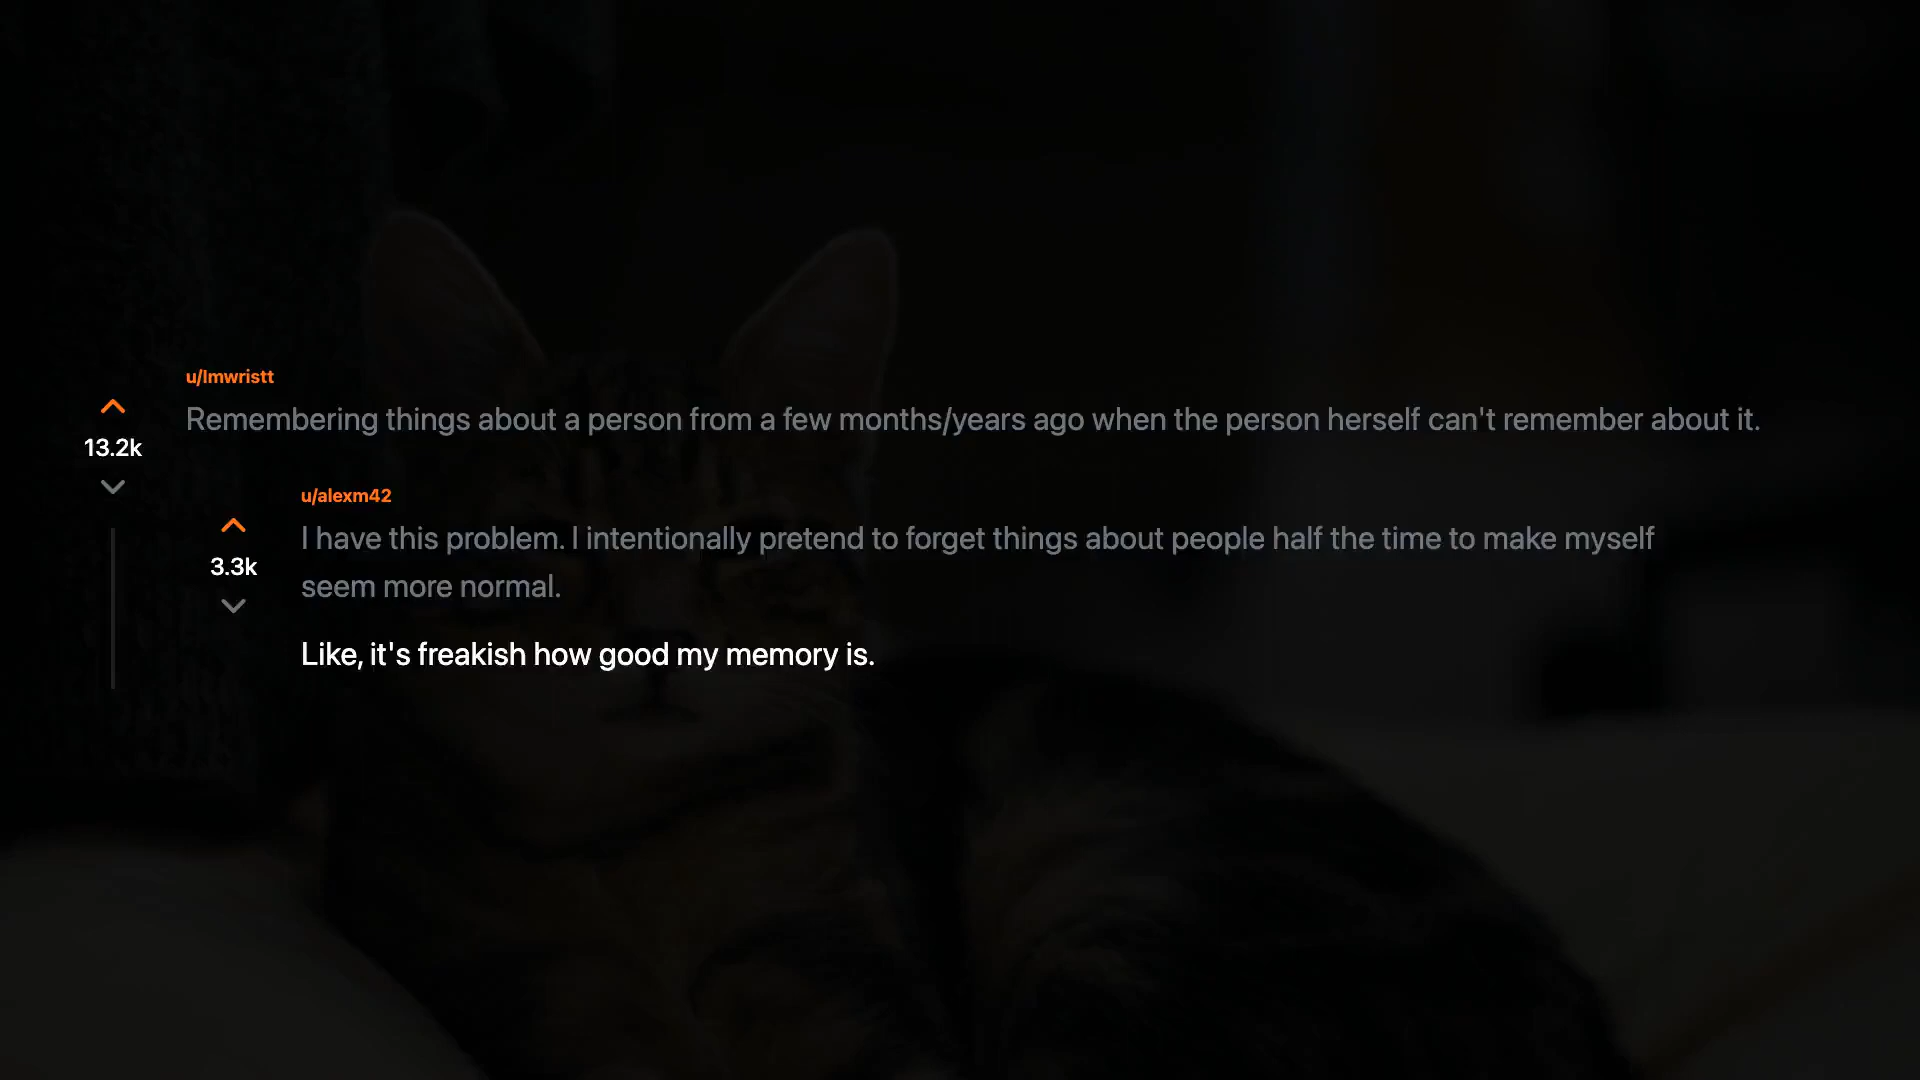 u/Imwristt
Remembering things about a person from a few months/years ago when the person herself can't remember about it.
13.2k
u/alexm42
I have this problem. I intentionally pretend to forget things about people half the time to make myself
seem more normal.
3.3k
Like, it's freakish how good my memory is.